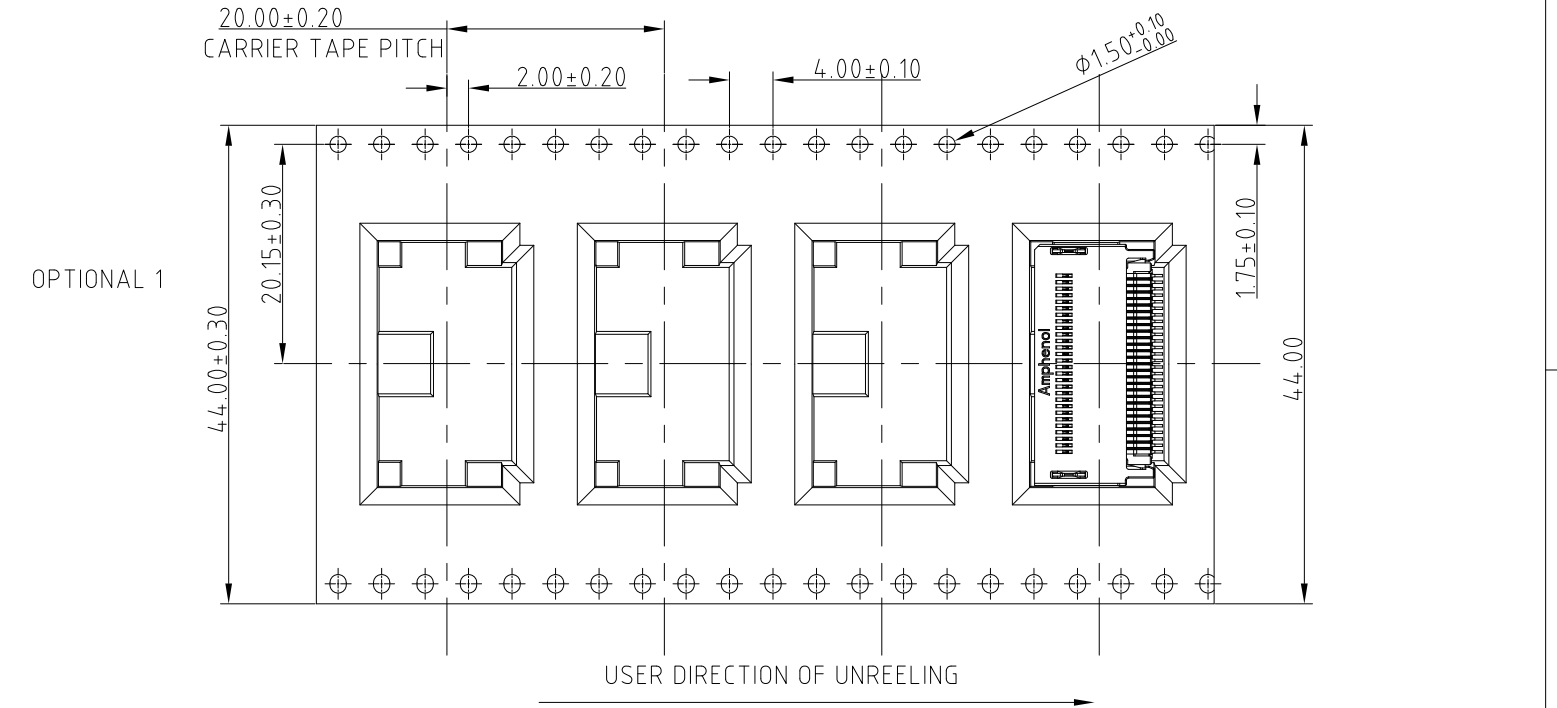 20.00±0.20
CARRIER TAPE PITCH
2.00±0.20
4.00±0.10
Ø1.50+0.10-0.00
20.15±0.30
1.75±0.10
OPTIONAL 1
44.00±0.30
44.00
Amphenol
USER DIRECTION OF UNREELING